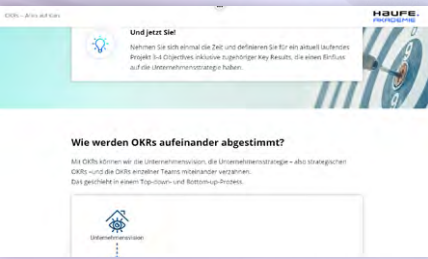 OKRs – Alles auf Kurs
HAUFE.
AKADEMIE
Und jetzt Sie!
Nehmen Sie sich einmal die Zeit und definieren Sie für ein aktuell laufendes
Projekt 3-4 Objectives inklusive zugehöriger Key Results, die einen Einfluss
auf die Unternehmensstrategie haben.
Wie werden OKRs aufeinander abgestimmt?
Mit OKRs können wir die Unternehmensvision, die Unternehmensstrategie – also strategischen
OKRs –und die OKRs einzelner Teams miteinander verzahnen.
Das geschieht in einem Top-down- und Bottom-up-Prozess.
Unternehmensvision